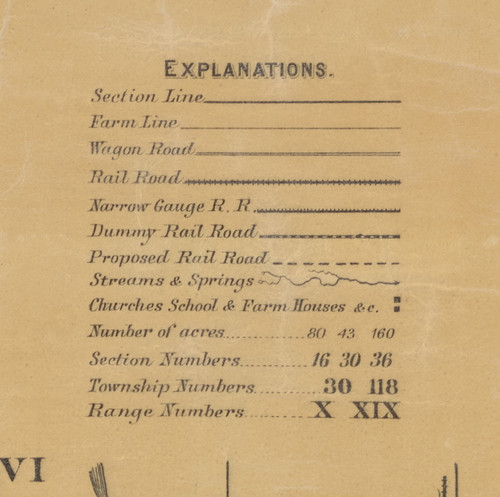 EXPLANATIONS.
Section Line
Farm Line
Wagon Road
Rail Road
Narrow Gauge R.R.
Dummy Rail Road
Proposed Rail Road
Streams & Springs
Churches School & Farm Houses &c.
Number of acres............ 80 43 160
Section Numbers............ 16 30 36
Township Numbers............ 30 118
Range Numbers............ X XIX
VI